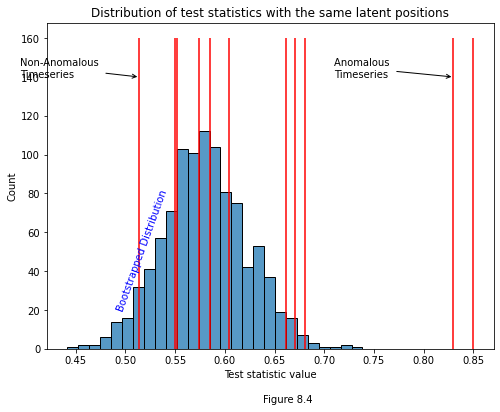 Distribution of test statistics with the same latent positions
160
Non-Anomalous
Timeseries
Anomalous
Timeseries
140
120
100
80
60
40
20
0
Count
Bootstrapped Distribution
0.45 0.50 0.55 0.60 0.65 0.70 0.75 0.80 0.85
Test statistic value
Figure 8.4